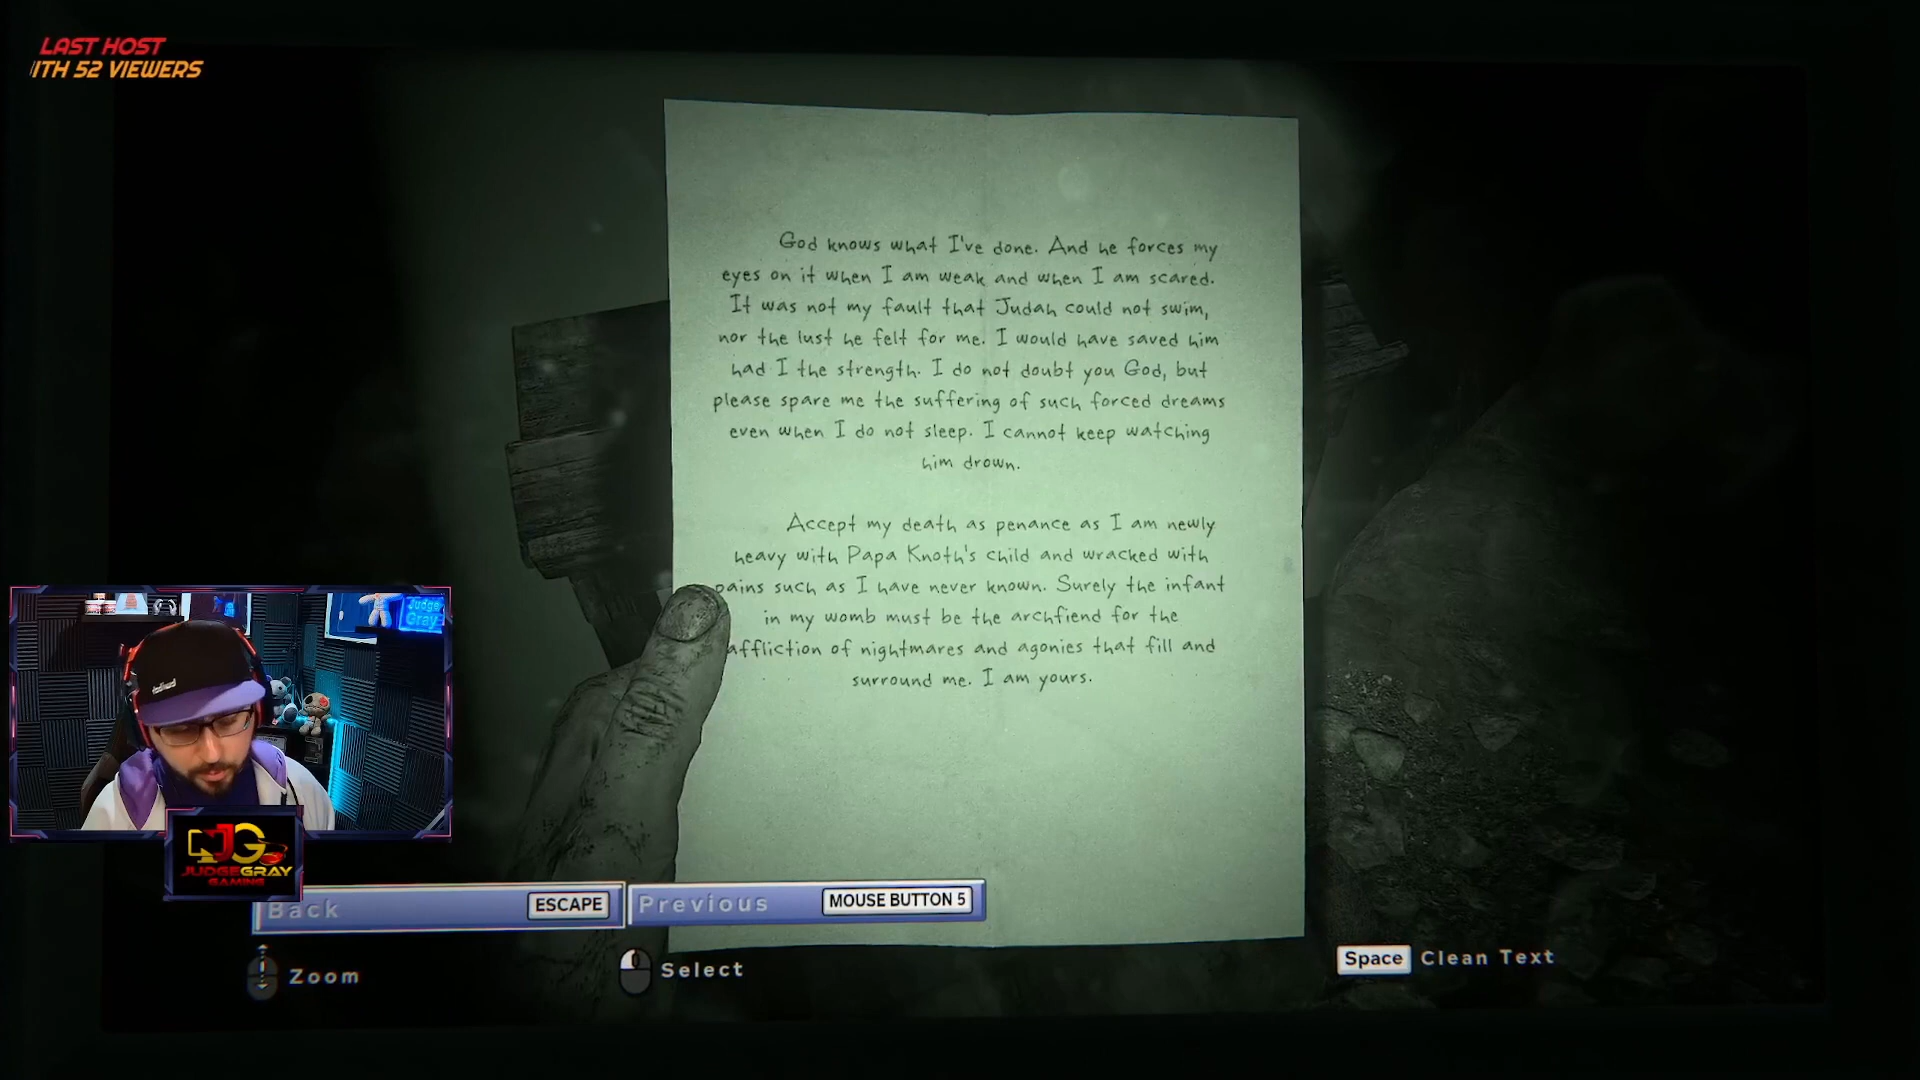 LAST HOST
ITH 52 VIEWERS
God knows what I've done. And he forces my
eyes on it when I am weak and when I am scared.
It was not my fault that Judah could not swim,
nor the lust he felt for me. I would have saved him
had I the strength. I do not doubt you God, but
please spare me the suffering of such forced dreams
even when I do not sleep. I cannot keep watching
him drown.
Accept my death as penance as I am newly
heavy with Papa Knoth's child and wracked with
pains such as I have never known. Surely the infant
in my womb must be the archfiend for the
affliction of nightmares and agonies that fill and
surround me. I am yours.
Judge
Gray
JG
JUDGEGRAY
GAMING
Back ESCAPE Previous MOUSE BUTTON 5
Zoom Select Space Clean Text